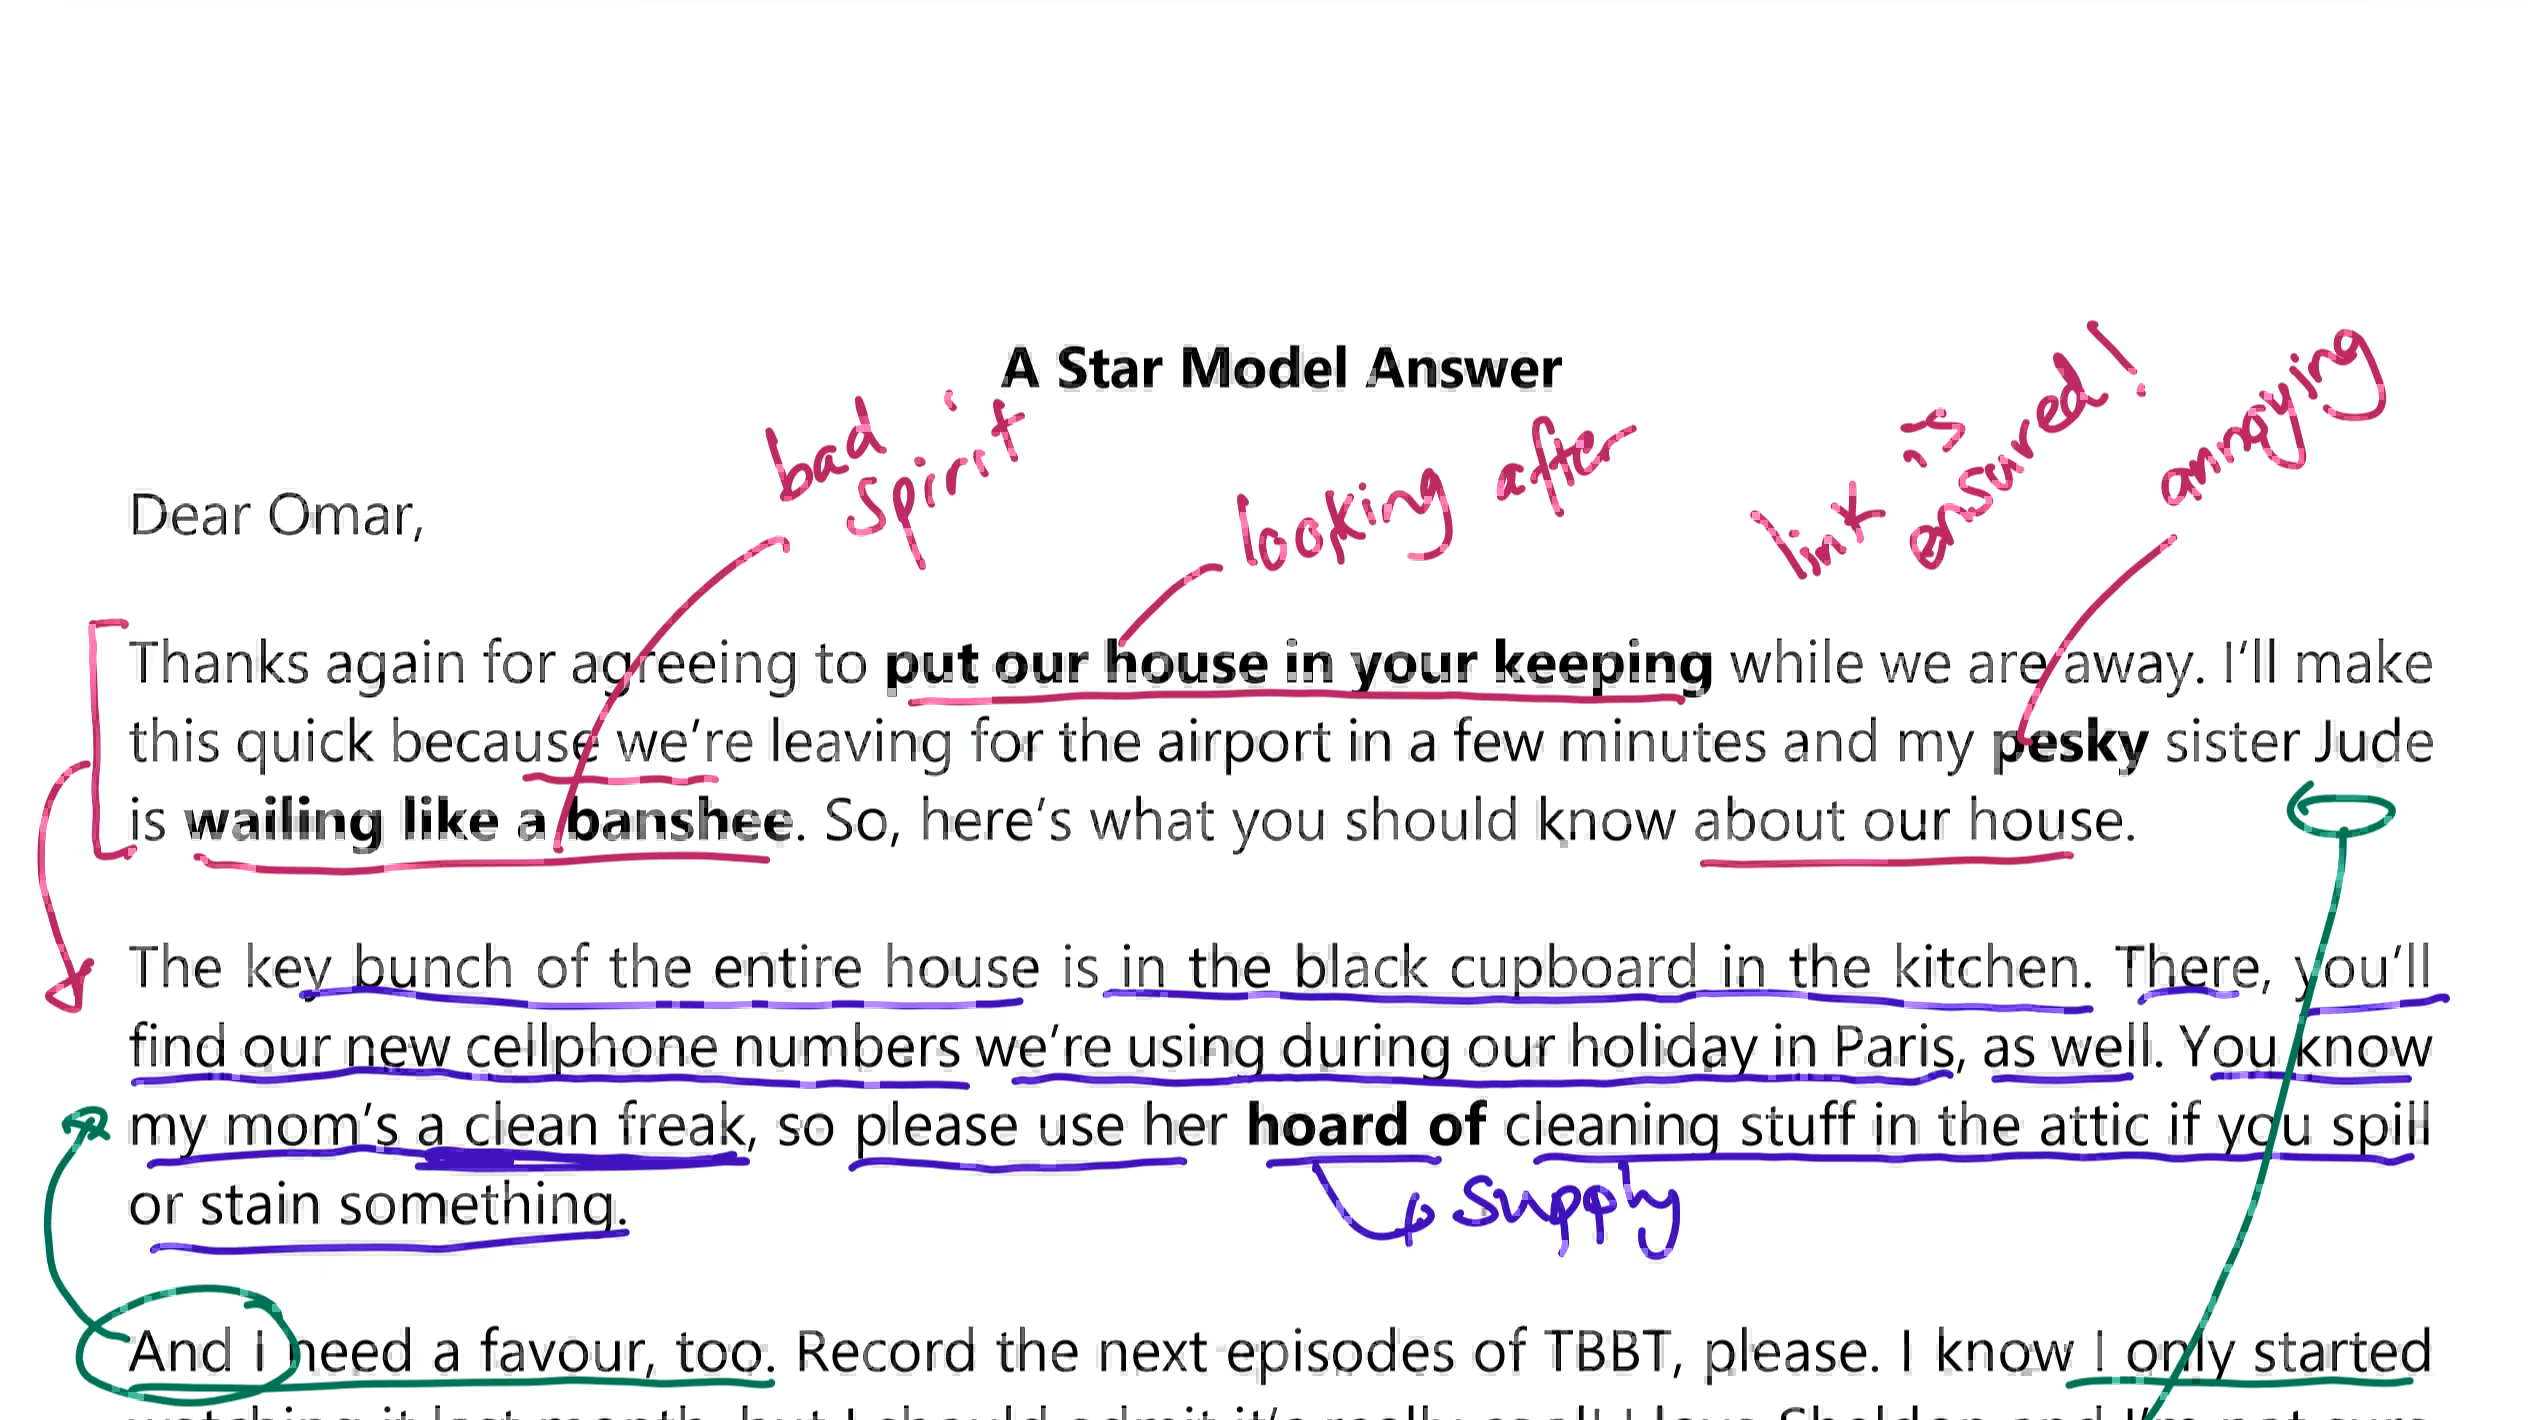 A Star Model Answer
bad
spirit
looking after
link is
ensured!
annoying
Dear Omar,
Thanks again for agreeing to put our house in your keeping while we are away. I'll make
this quick because we're leaving for the airport in a few minutes and my pesky sister Jude
is wailing like a banshee. So, here's what you should know about our house.
The key bunch of the entire house is in the black cupboard in the kitchen. There, you'll
find our new cellphone numbers we're using during our holiday in Paris, as well. You know
my mom's a clean freak, so please use her hoard of cleaning stuff in the attic if you spill
or stain something.
supply
And I need a favour, too. Record the next episodes of TBBT, please. I know I only started